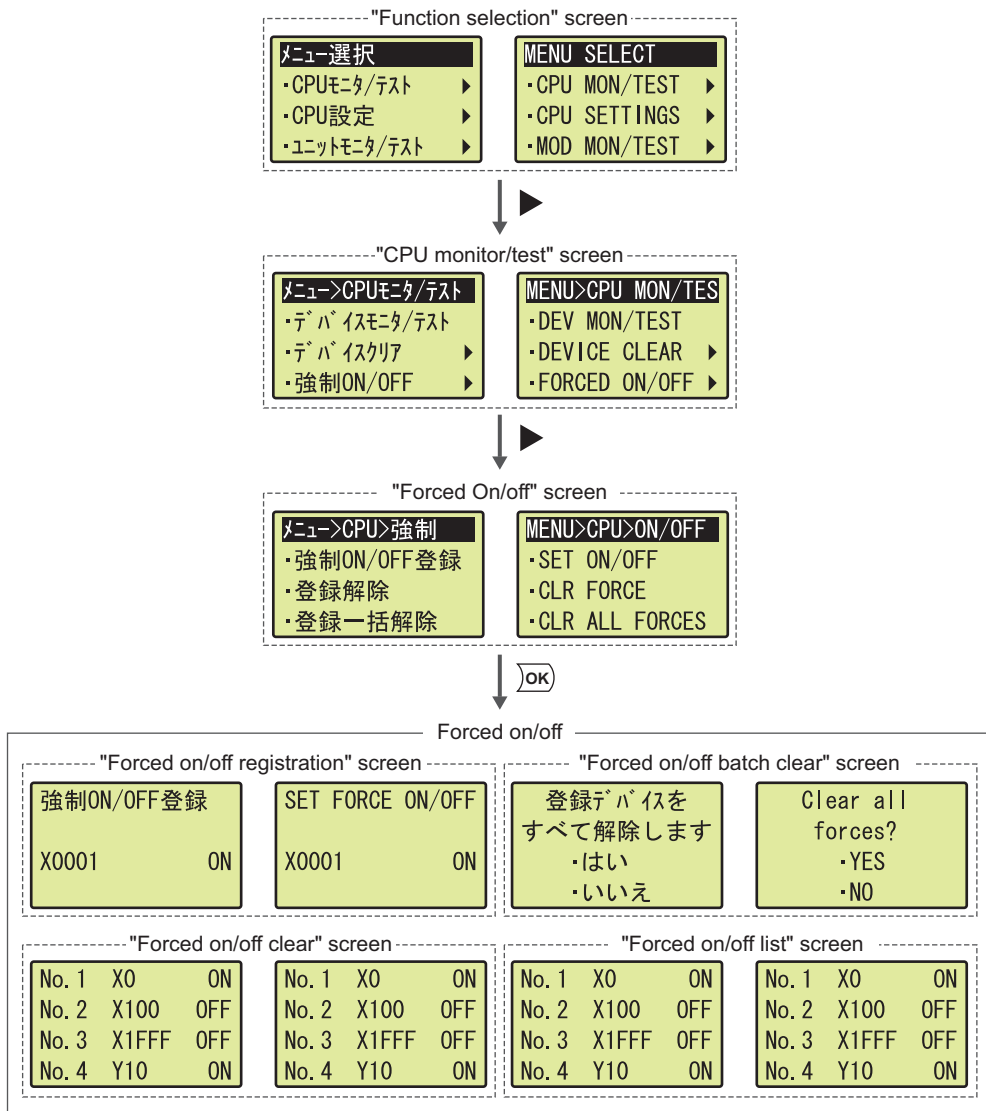 "Function selection" screen
ﾒﾆｭｰ選択
･CPUﾓﾆﾀ/ﾃｽﾄ ▶
･CPU設定 ▶
･ﾕﾆｯﾄﾓﾆﾀ/ﾃｽﾄ ▶
MENU SELECT
･CPU MON/TEST ▶
･CPU SETTINGS ▶
･MOD MON/TEST ▶
▶
"CPU monitor/test" screen
ﾒﾆｭｰ>CPUﾓﾆﾀ/ﾃｽﾄ
･ﾃﾞﾊﾞｲｽﾓﾆﾀ/ﾃｽﾄ
･ﾃﾞﾊﾞｲｽｸﾘｱ ▶
･強制ON/OFF ▶
MENU>CPU MON/TES
･DEV MON/TEST
･DEVICE CLEAR ▶
･FORCED ON/OFF ▶
▶
"Forced On/off" screen
ﾒﾆｭｰ>CPU>強制
･強制ON/OFF登録
･登録解除
･登録一括解除
MENU>CPU>ON/OFF
･SET ON/OFF
･CLR FORCE
･CLR ALL FORCES
OK
Forced on/off
"Forced on/off registration" screen
強制ON/OFF登録
X0001 ON
SET FORCE ON/OFF
X0001 ON
"Forced on/off batch clear" screen
登録ﾃﾞﾊﾞｲｽを
すべて解除します
･はい
･いいえ
Clear all
forces?
･YES
･NO
"Forced on/off clear" screen
No.1 X0 ON
No.2 X100 OFF
No.3 X1FFF OFF
No.4 Y10 ON
No.1 X0 ON
No.2 X100 OFF
No.3 X1FFF OFF
No.4 Y10 ON
"Forced on/off list" screen
No.1 X0 ON
No.2 X100 OFF
No.3 X1FFF OFF
No.4 Y10 ON
No.1 X0 ON
No.2 X100 OFF
No.3 X1FFF OFF
No.4 Y10 ON